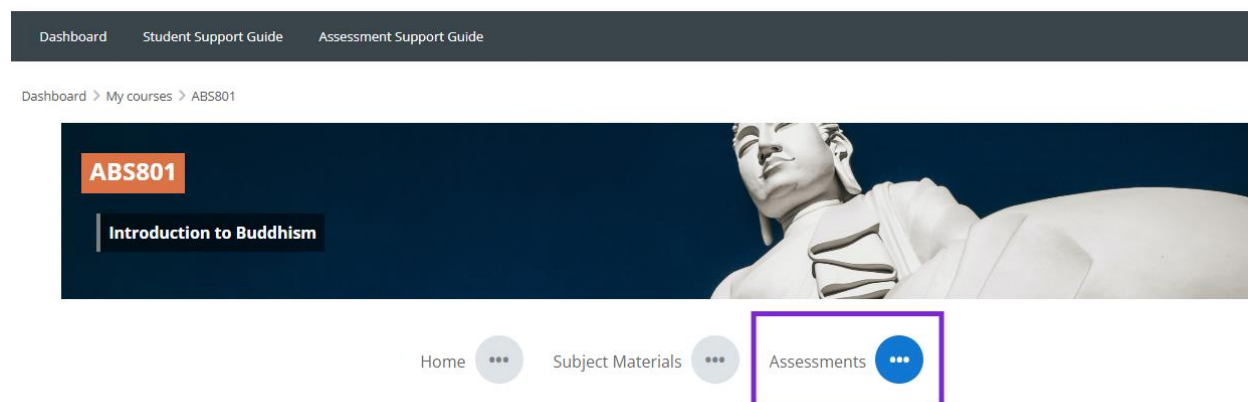 Dashboard Student Support Guide Assessment Support Guide
Dashboard > My courses > ABS801
ABS801
Introduction to Buddhism
Home ••• Subject Materials ••• Assessments •••